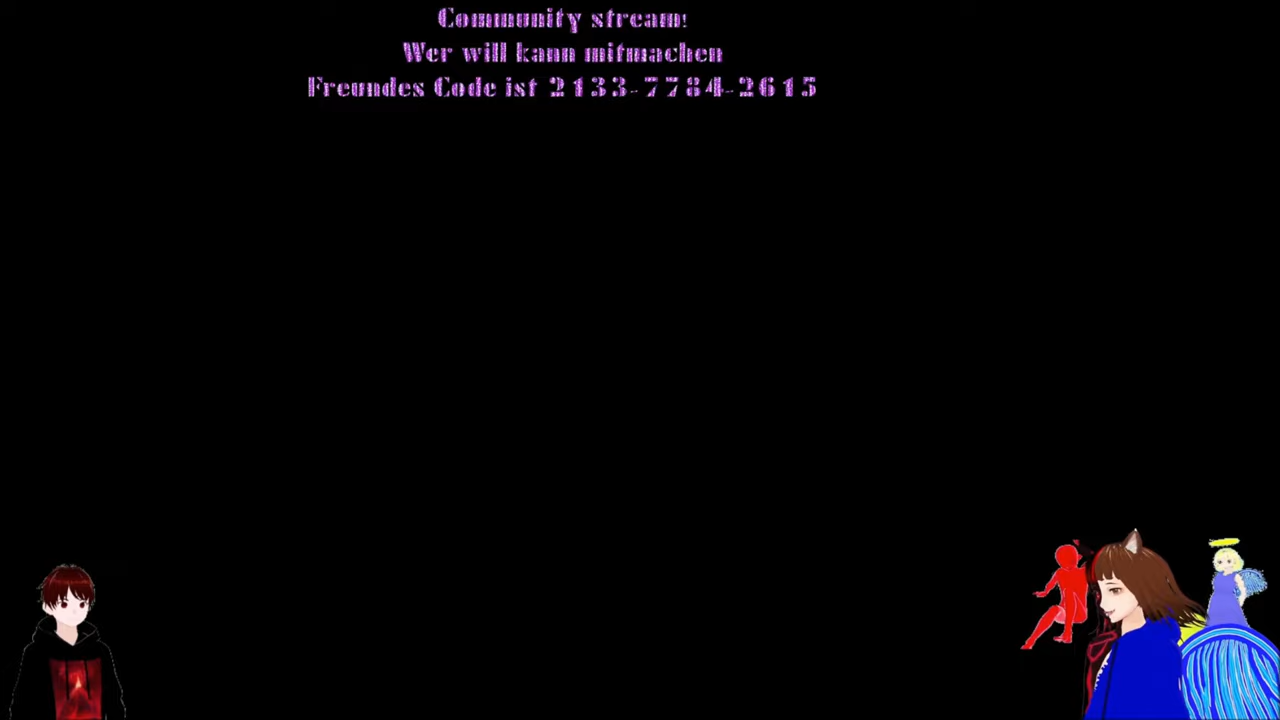 Community stream!
Wer will kann mitmachen
Freundes Code ist 2133-7784-2615